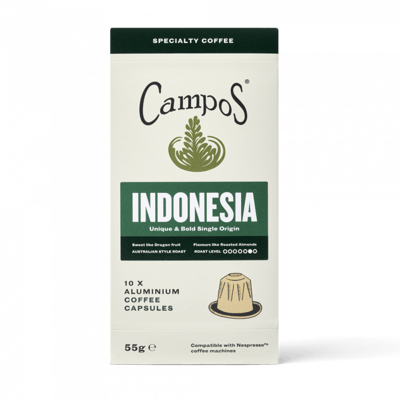 SPECIALTY COFFEE
CAMPOS®
INDONESIA
Unique & Bold Single Origin
Sweet like Dragon fruit
Flavours like Roasted Almonds
AUSTRALIAN STYLE ROAST
ROAST LEVEL
10 X
ALUMINIUM
COFFEE
CAPSULES
55g ℮
Compatible with Nespresso®*
coffee machines